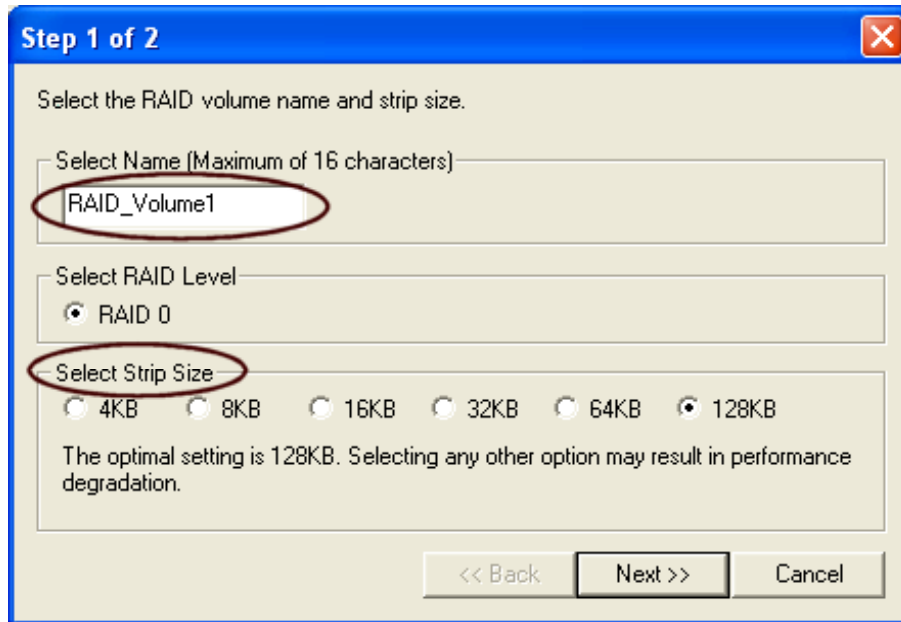 Step 1 of 2
Select the RAID volume name and strip size.
Select Name (Maximum of 16 characters)
RAID_Volume1
Select RAID Level
RAID 0
Select Strip Size
4KB 8KB 16KB 32KB 64KB 128KB
The optimal setting is 128KB. Selecting any other option may result in performance
degradation.
<< Back Next >> Cancel